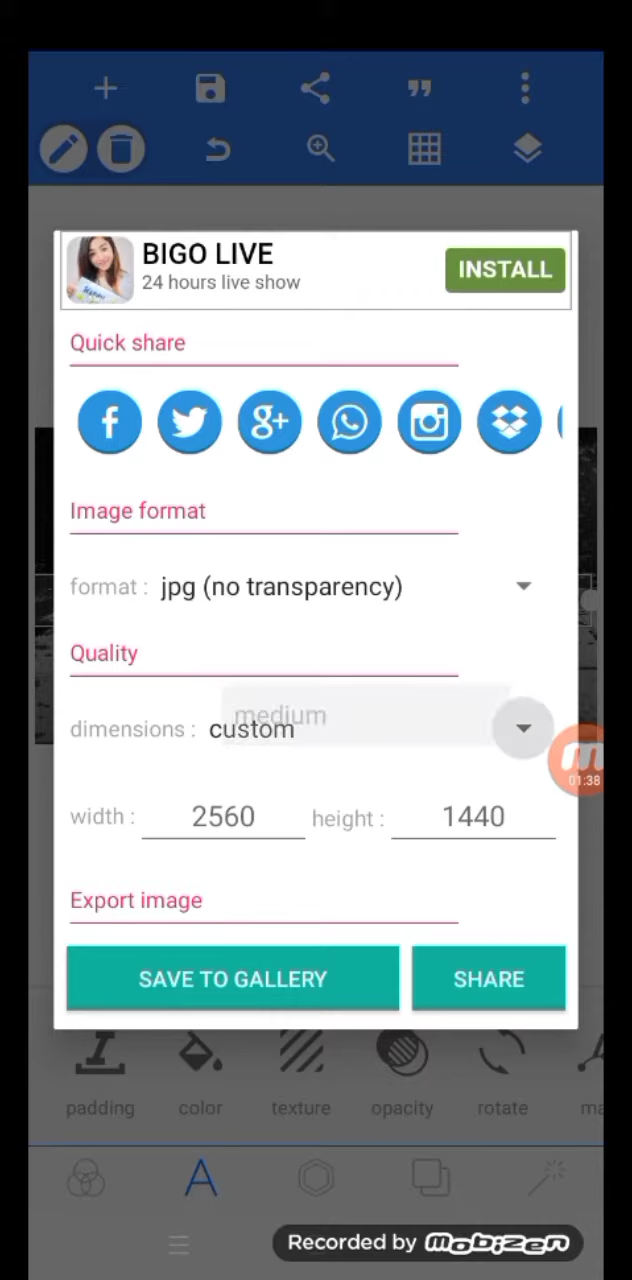 BIGO LIVE
24 hours live show
INSTALL
Quick share
Image format
format : jpg (no transparency)
Quality
medium
dimensions : custom
01:38
width : 2560 height : 1440
Export image
SAVE TO GALLERY SHARE
padding color texture opacity rotate ma
Recorded by mobizen